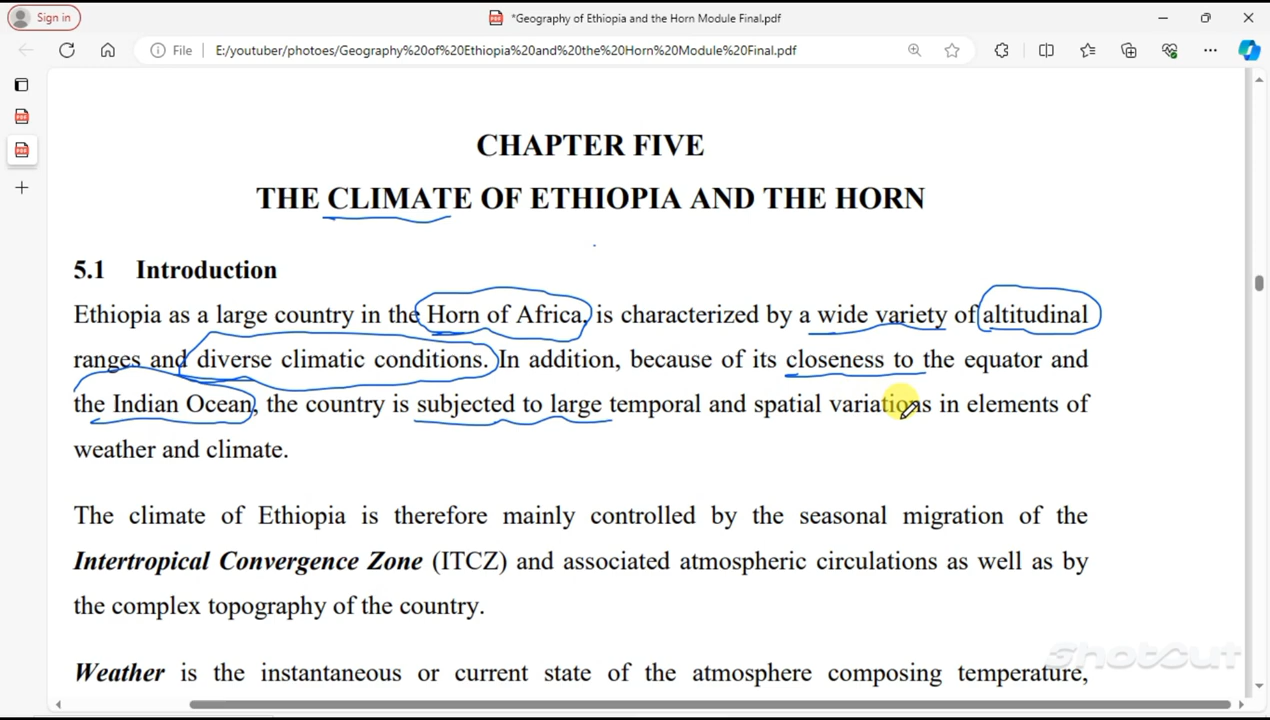 Sign in
*Geography of Ethiopia and the Horn Module Final.pdf
File
E:/youtuber/photoes/Geography%20of%20Ethiopia%20and%20the%20Horn%20Module%20Final.pdf
CHAPTER FIVE
THE CLIMATE OF ETHIOPIA AND THE HORN
5.1 Introduction
Ethiopia as a large country in the Horn of Africa, is characterized by a wide variety of altitudinal
ranges and diverse climatic conditions. In addition, because of its closeness to the equator and
the Indian Ocean, the country is subjected to large temporal and spatial variations in elements of
weather and climate.
The climate of Ethiopia is therefore mainly controlled by the seasonal migration of the
Intertropical Convergence Zone (ITCZ) and associated atmospheric circulations as well as by
the complex topography of the country.
Weather is the instantaneous or current state of the atmosphere composing temperature,
Shotcut